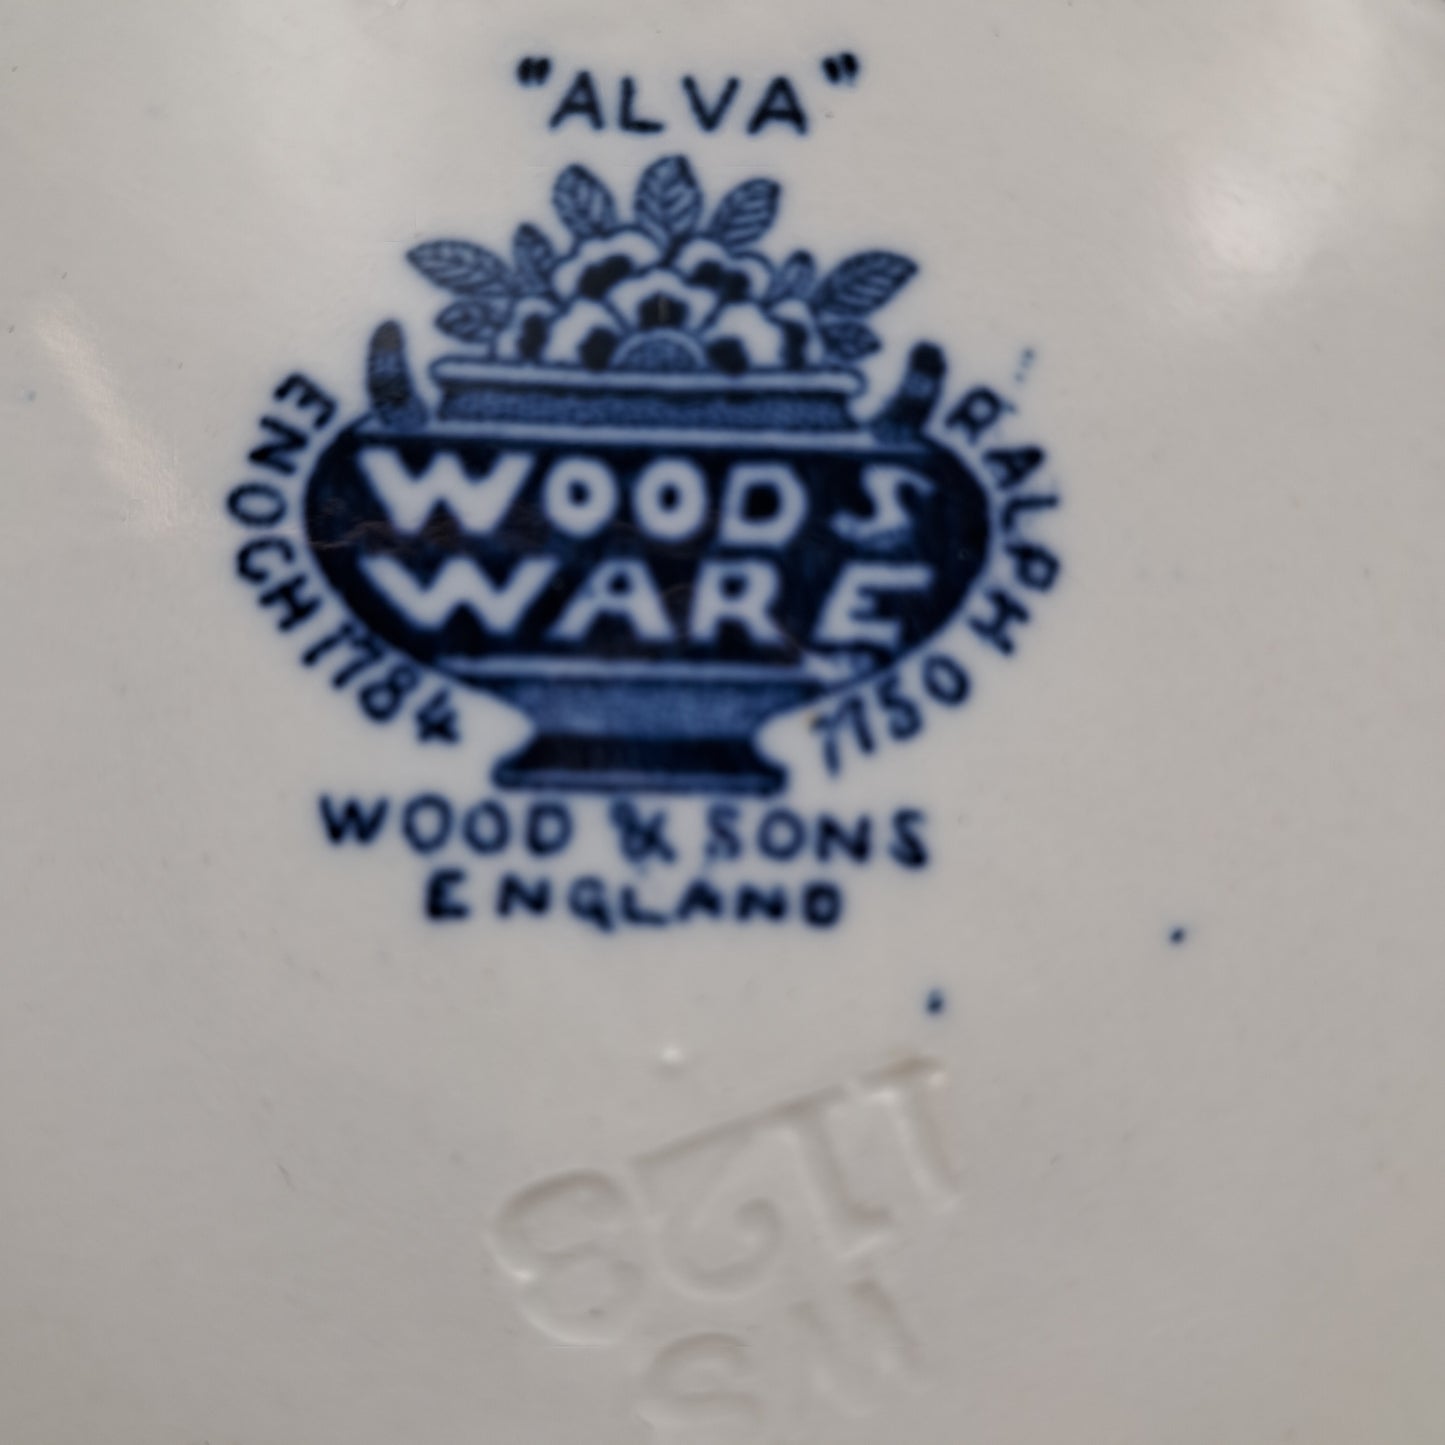 "ALVA"
WOODS
WARE
ENOCH 1784
RALPH 1750
WOOD & SONS
ENGLAND